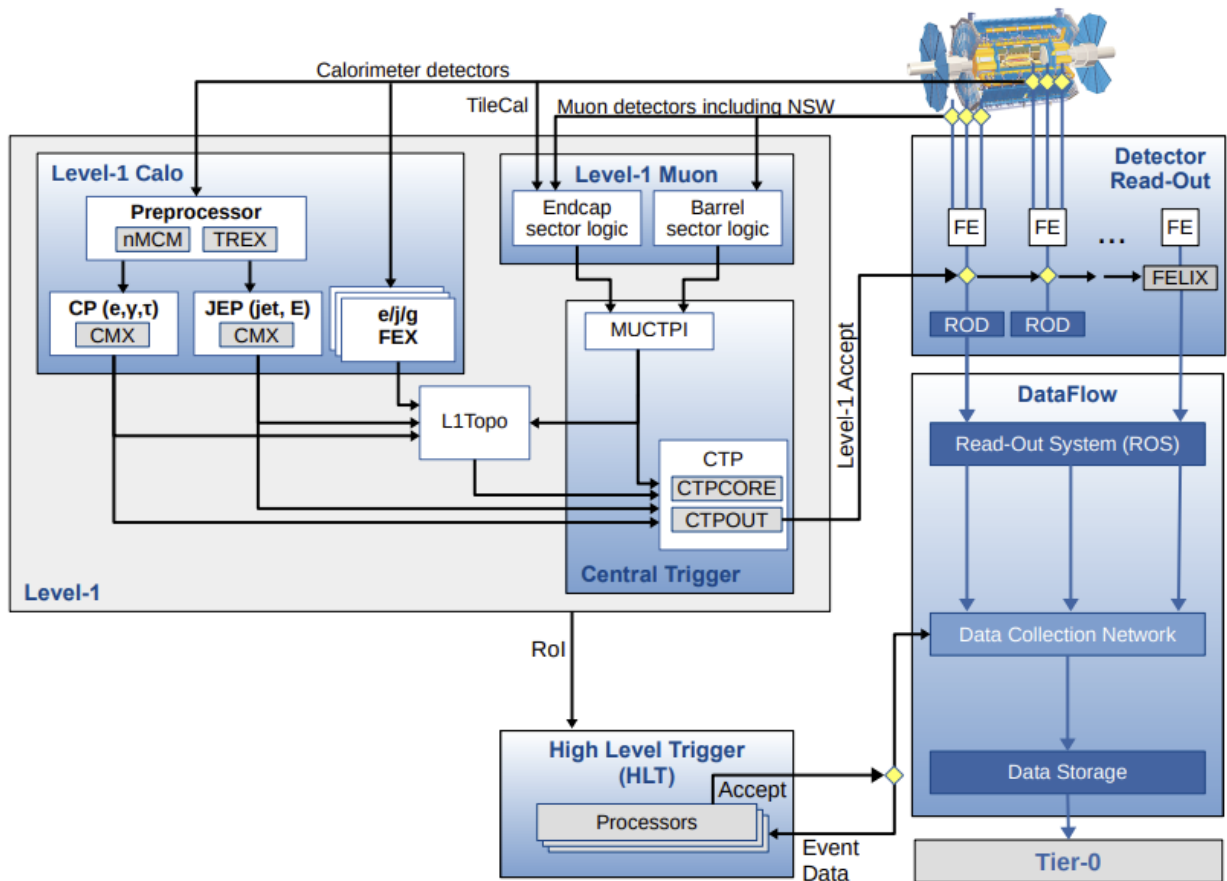 Calorimeter detectors
TileCal
Muon detectors including NSW
Level-1 Calo
Preprocessor
nMCM
TREX
CP (e,γ,τ)
CMX
JEP (jet, E)
CMX
e/j/g
FEX
Level-1 Muon
Endcap
sector logic
Barrel
sector logic
MUCTPI
L1Topo
CTP
CTPCORE
CTPOUT
Central Trigger
Level-1
Level-1 Accept
Detector
Read-Out
FE
FE
...
FE
FELIX
ROD
ROD
DataFlow
Read-Out System (ROS)
Data Collection Network
Data Storage
Tier-0
RoI
High Level Trigger
(HLT)
Accept
Processors
Event
Data